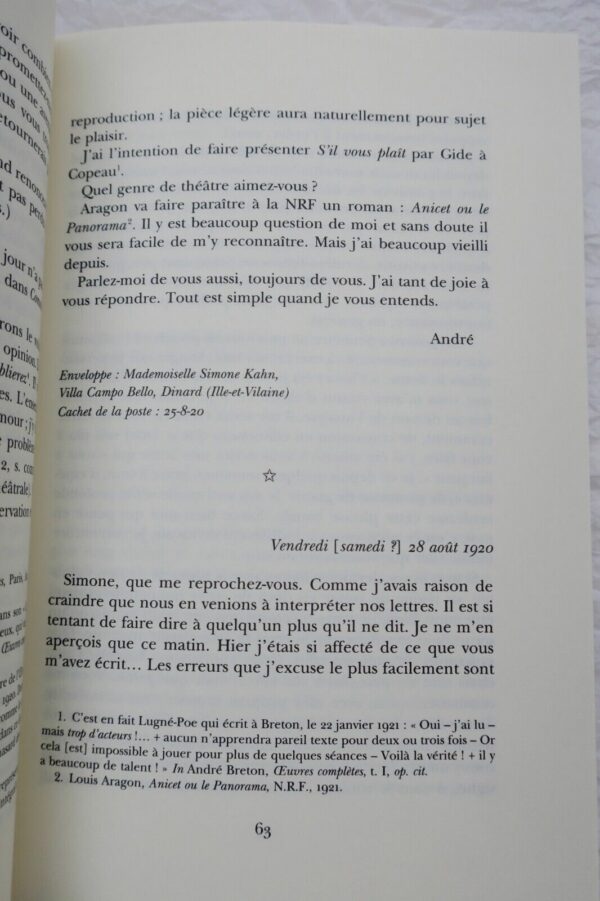 reproduction ; la pièce légère aura naturellement pour sujet
le plaisir.
J'ai l'intention de faire présenter S'il vous plaît par Gide à
Copeau¹.
Quel genre de théâtre aimez-vous ?
Aragon va faire paraître à la NRF un roman : Anicet ou le
Panorama². Il y est beaucoup question de moi et sans doute il
vous sera facile de m'y reconnaître. Mais j'ai beaucoup vieilli
depuis.
Parlez-moi de vous aussi, toujours de vous. J'ai tant de joie à
vous répondre. Tout est simple quand je vous entends.
André
Enveloppe : Mademoiselle Simone Kahn,
Villa Campo Bello, Dinard (Ille-et-Vilaine)
Cachet de la poste : 25-8-20
Vendredi [samedi ?] 28 août 1920
Simone, que me reprochez-vous. Comme j'avais raison de
craindre que nous en venions à interpréter nos lettres. Il est si
tentant de faire dire à quelqu'un plus qu'il ne dit. Je ne m'en
aperçois que ce matin. Hier j'étais si affecté de ce que vous
m'avez écrit... Les erreurs que j'excuse le plus facilement sont
1. C'est en fait Lugné-Poe qui écrit à Breton, le 22 janvier 1921 : « Oui – j'ai lu –
mais trop d'acteurs !... + aucun n'apprendra pareil texte pour deux ou trois fois – Or
cela [est] impossible à jouer pour plus de quelques séances – Voilà la vérité ! + il y
a beaucoup de talent ! » In André Breton, Œuvres complètes, t. I, op. cit.
2. Louis Aragon, Anicet ou le Panorama, N.R.F., 1921.
63